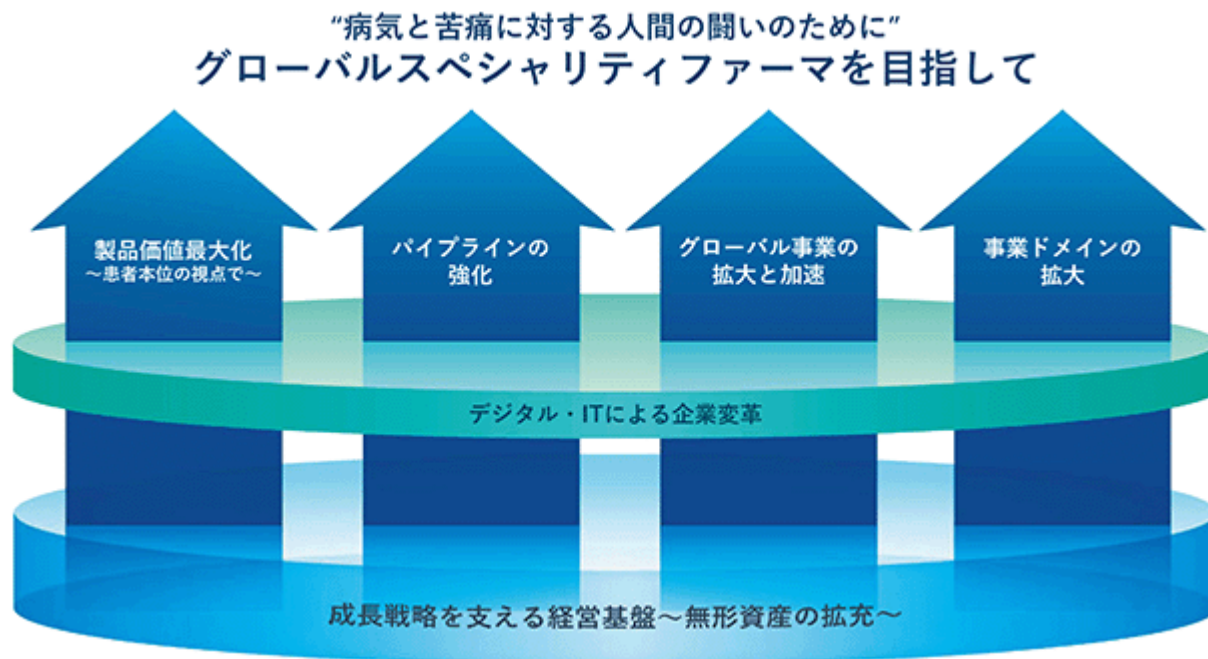 “病気と苦痛に対する人間の闘いのために”
グローバルスペシャリティファーマを目指して
製品価値最大化
～患者本位の視点で～
パイプラインの
強化
グローバル事業の
拡大と加速
事業ドメインの
拡大
デジタル・ITによる企業変革
成長戦略を支える経営基盤～無形資産の拡充～